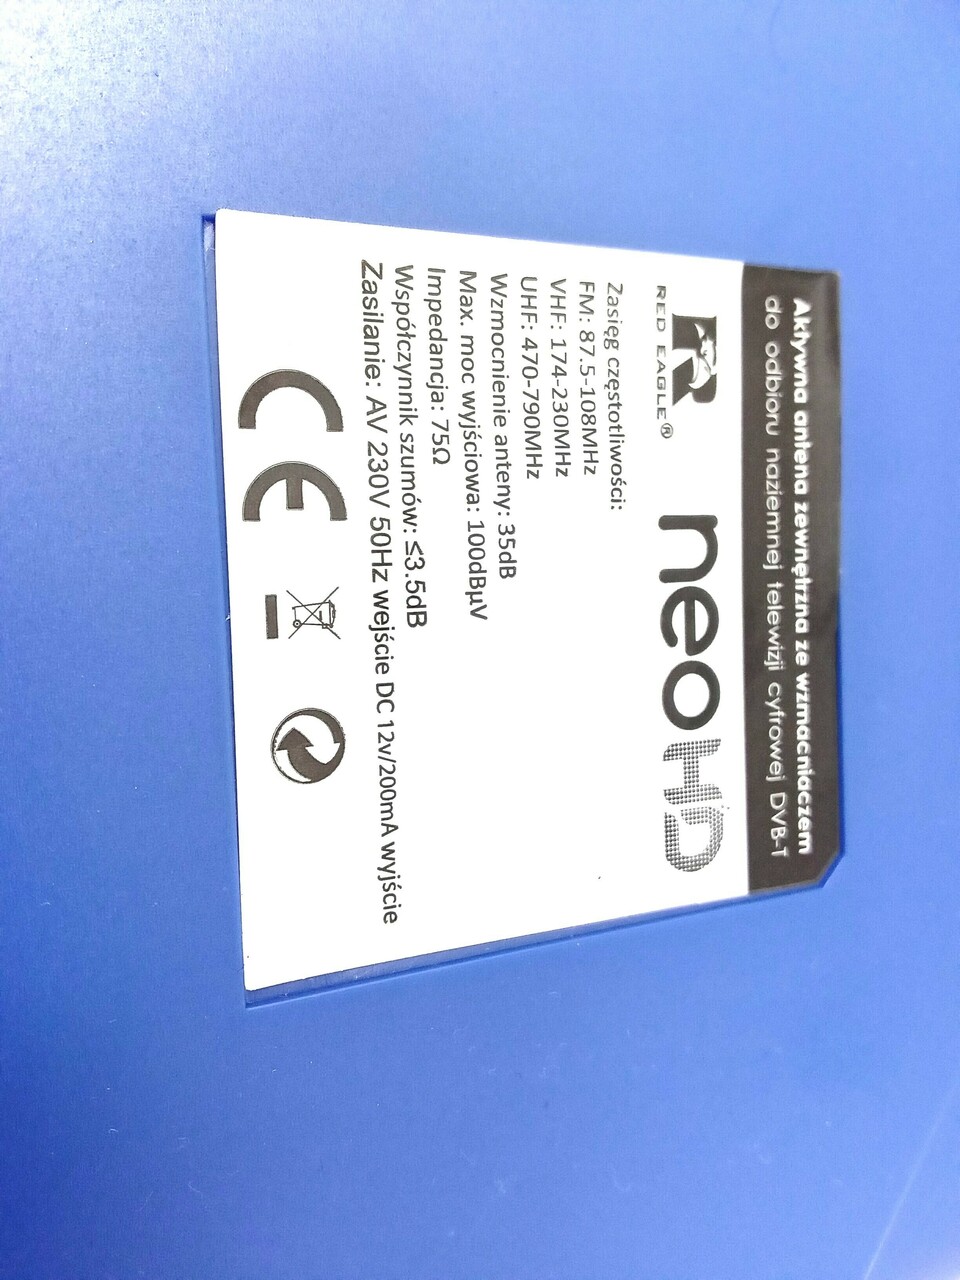 Aktywna antena zewnętrzna ze wzmacniaczem
do odbioru naziemnej telewizji cyfrowej DVB-T
R
RED EAGLE®
neo HD
Zasięg częstotliwości:
FM: 87.5-108MHz
VHF: 174-230MHz
UHF: 470-790MHz
Wzmocnienie anteny: 35dB
Max. moc wyjściowa: 100dBµV
Impedancja: 75Ω
Współczynnik szumów: ≤3.5dB
Zasilanie: AV 230V 50Hz wejście DC 12v/200mA wyjście
CE